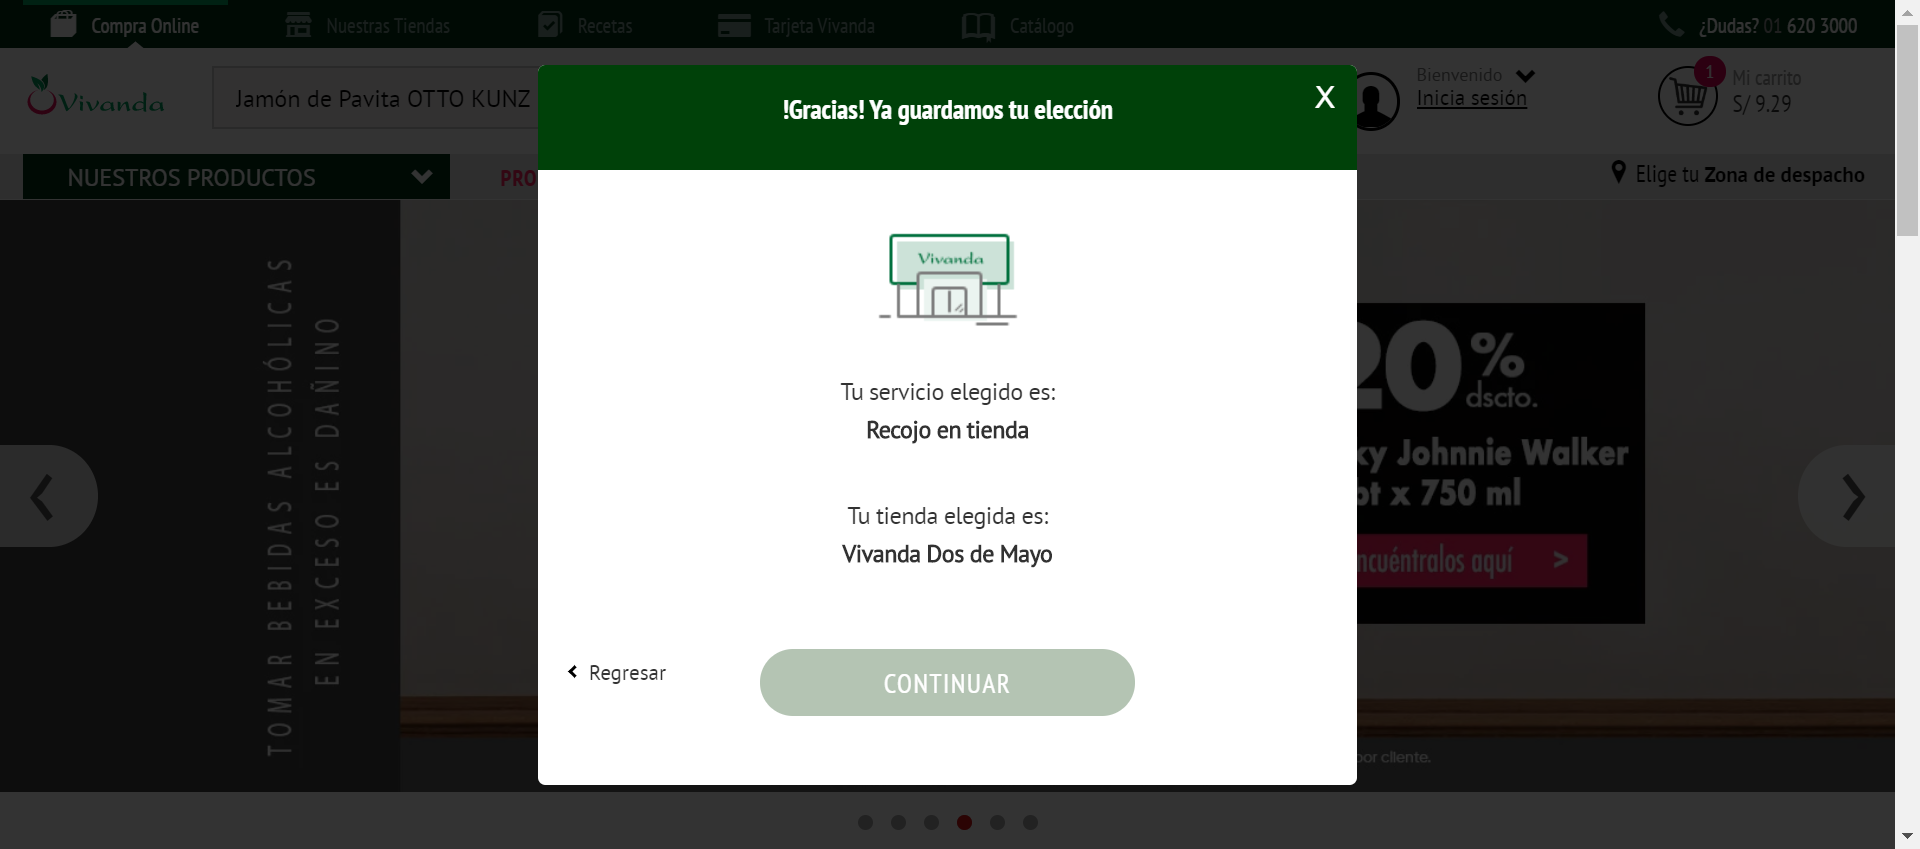 Compra Online
Nuestras Tiendas
Recetas
Tarjeta Vivanda
Catálogo
¿Dudas? 01 620 3000
Vivanda
Jamón de Pavita OTTO KUNZ
Bienvenido
Inicia sesión
1
Mi carrito
S/ 9.29
NUESTROS PRODUCTOS
PRO
Elige tu Zona de despacho
!Gracias! Ya guardamos tu elección
X
Vivanda
Tu servicio elegido es:
Recojo en tienda
Tu tienda elegida es:
Vivanda Dos de Mayo
Regresar
CONTINUAR
TOMAR BEBIDAS ALCOHÓLICAS
EN EXCESO ES DAÑINO
20%
dscto.
ky Johnnie Walker
ot x 750 ml
ncuéntralos aquí >
por cliente.